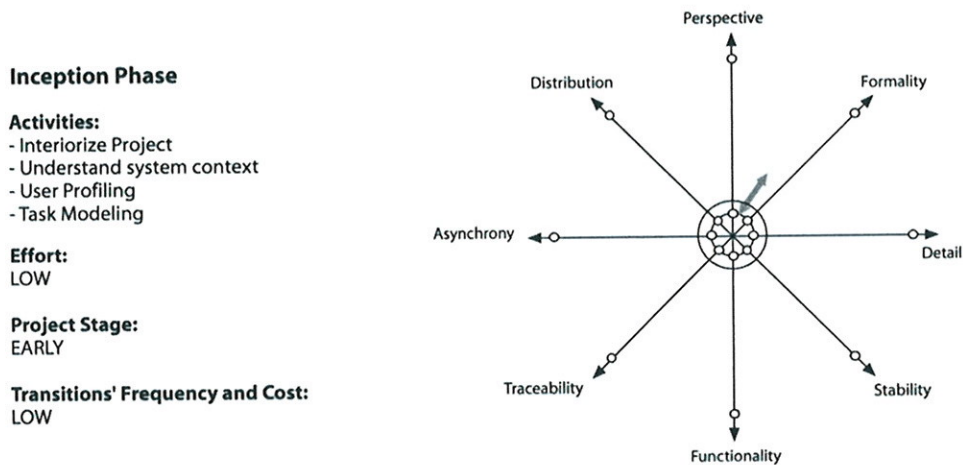 Inception Phase
Activities:
- Interiorize Project
- Understand system context
- User Profiling
- Task Modeling
Effort:
LOW
Project Stage:
EARLY
Transitions' Frequency and Cost:
LOW
Perspective
Distribution
Formality
Asynchrony
Detail
Traceability
Stability
Functionality